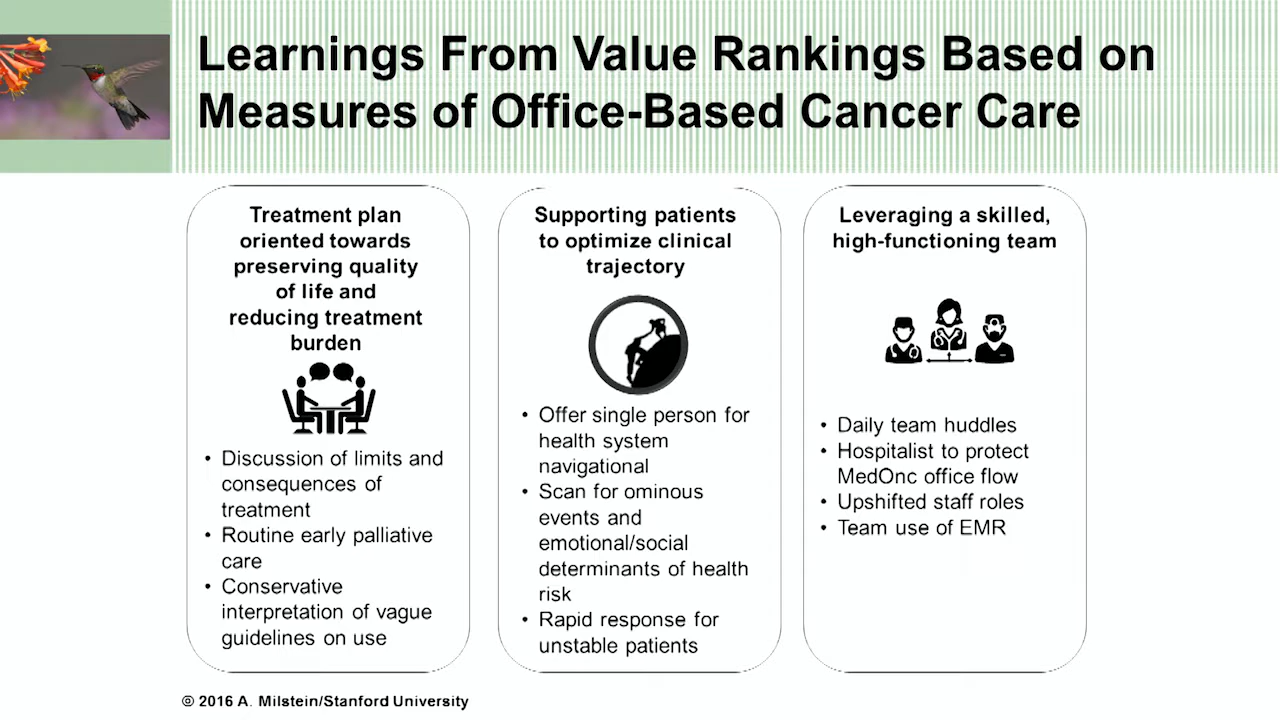 Learnings From Value Rankings Based on
Measures of Office-Based Cancer Care
Treatment plan
oriented towards
preserving quality
of life and
reducing treatment
burden
• Discussion of limits and
consequences of
treatment
• Routine early palliative
care
• Conservative
interpretation of vague
guidelines on use
Supporting patients
to optimize clinical
trajectory
• Offer single person for
health system
navigational
• Scan for ominous
events and
emotional/social
determinants of health
risk
• Rapid response for
unstable patients
Leveraging a skilled,
high-functioning team
• Daily team huddles
• Hospitalist to protect
MedOnc office flow
• Upshifted staff roles
• Team use of EMR
© 2016 A. Milstein/Stanford University